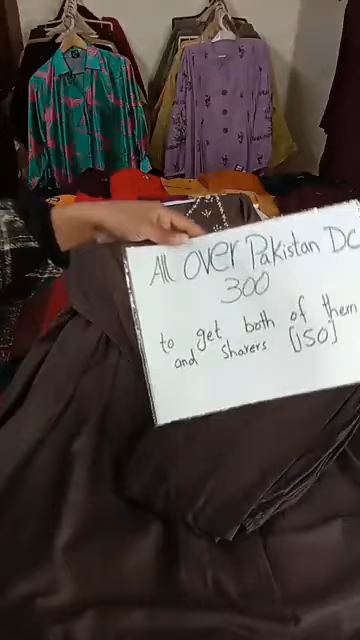 All over Pakistan DC
300
to get both of them
and sharers [150]